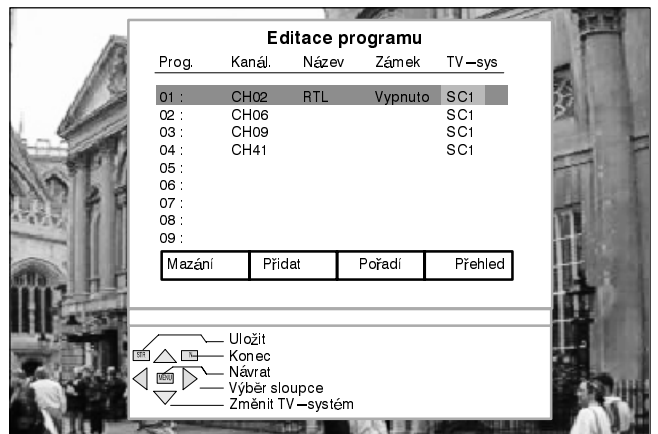 Editace programu
Prog. Kanál. Název Zámek TV–sys
01 : CH02 RTL Vypnuto SC1
02 : CH06 SC1
03 : CH09 SC1
04 : CH41 SC1
05 :
06 :
07 :
08 :
09 :
Mazání Přidat Pořadí Přehled
Uložit
STR N Konec
MENU Návrat
Výběr sloupce
Změnit TV–systém